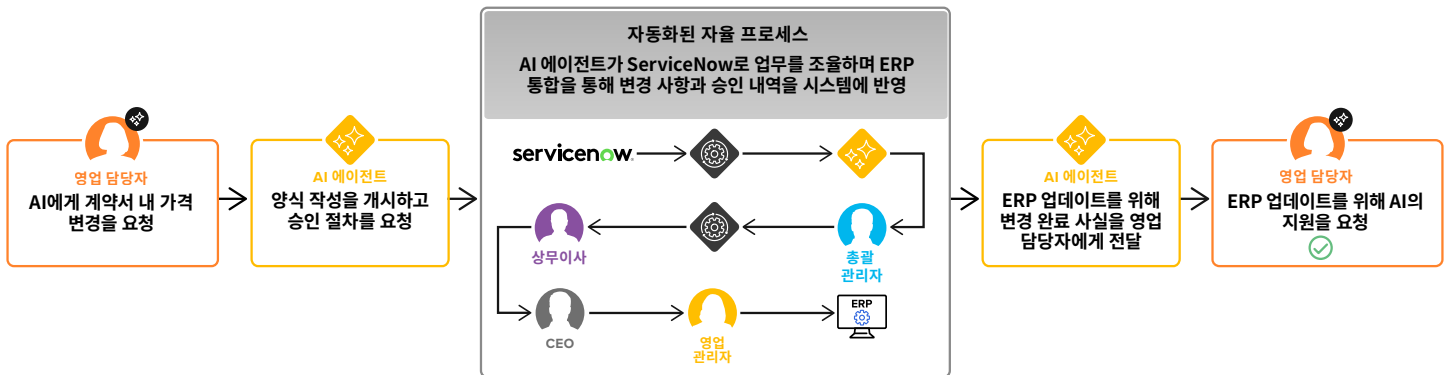 영업 담당자
AI에게 계약서 내 가격
변경을 요청
AI 에이전트
양식 작성을 개시하고
승인 절차를 요청
자동화된 자율 프로세스
AI 에이전트가 ServiceNow로 업무를 조율하며 ERP
통합을 통해 변경 사항과 승인 내역을 시스템에 반영
servicenow.
상무이사
총괄
관리자
CEO
영업
관리자
ERP
AI 에이전트
ERP 업데이트를 위해
변경 완료 사실을 영업
담당자에게 전달
영업 담당자
ERP 업데이트를 위해 AI의
지원을 요청